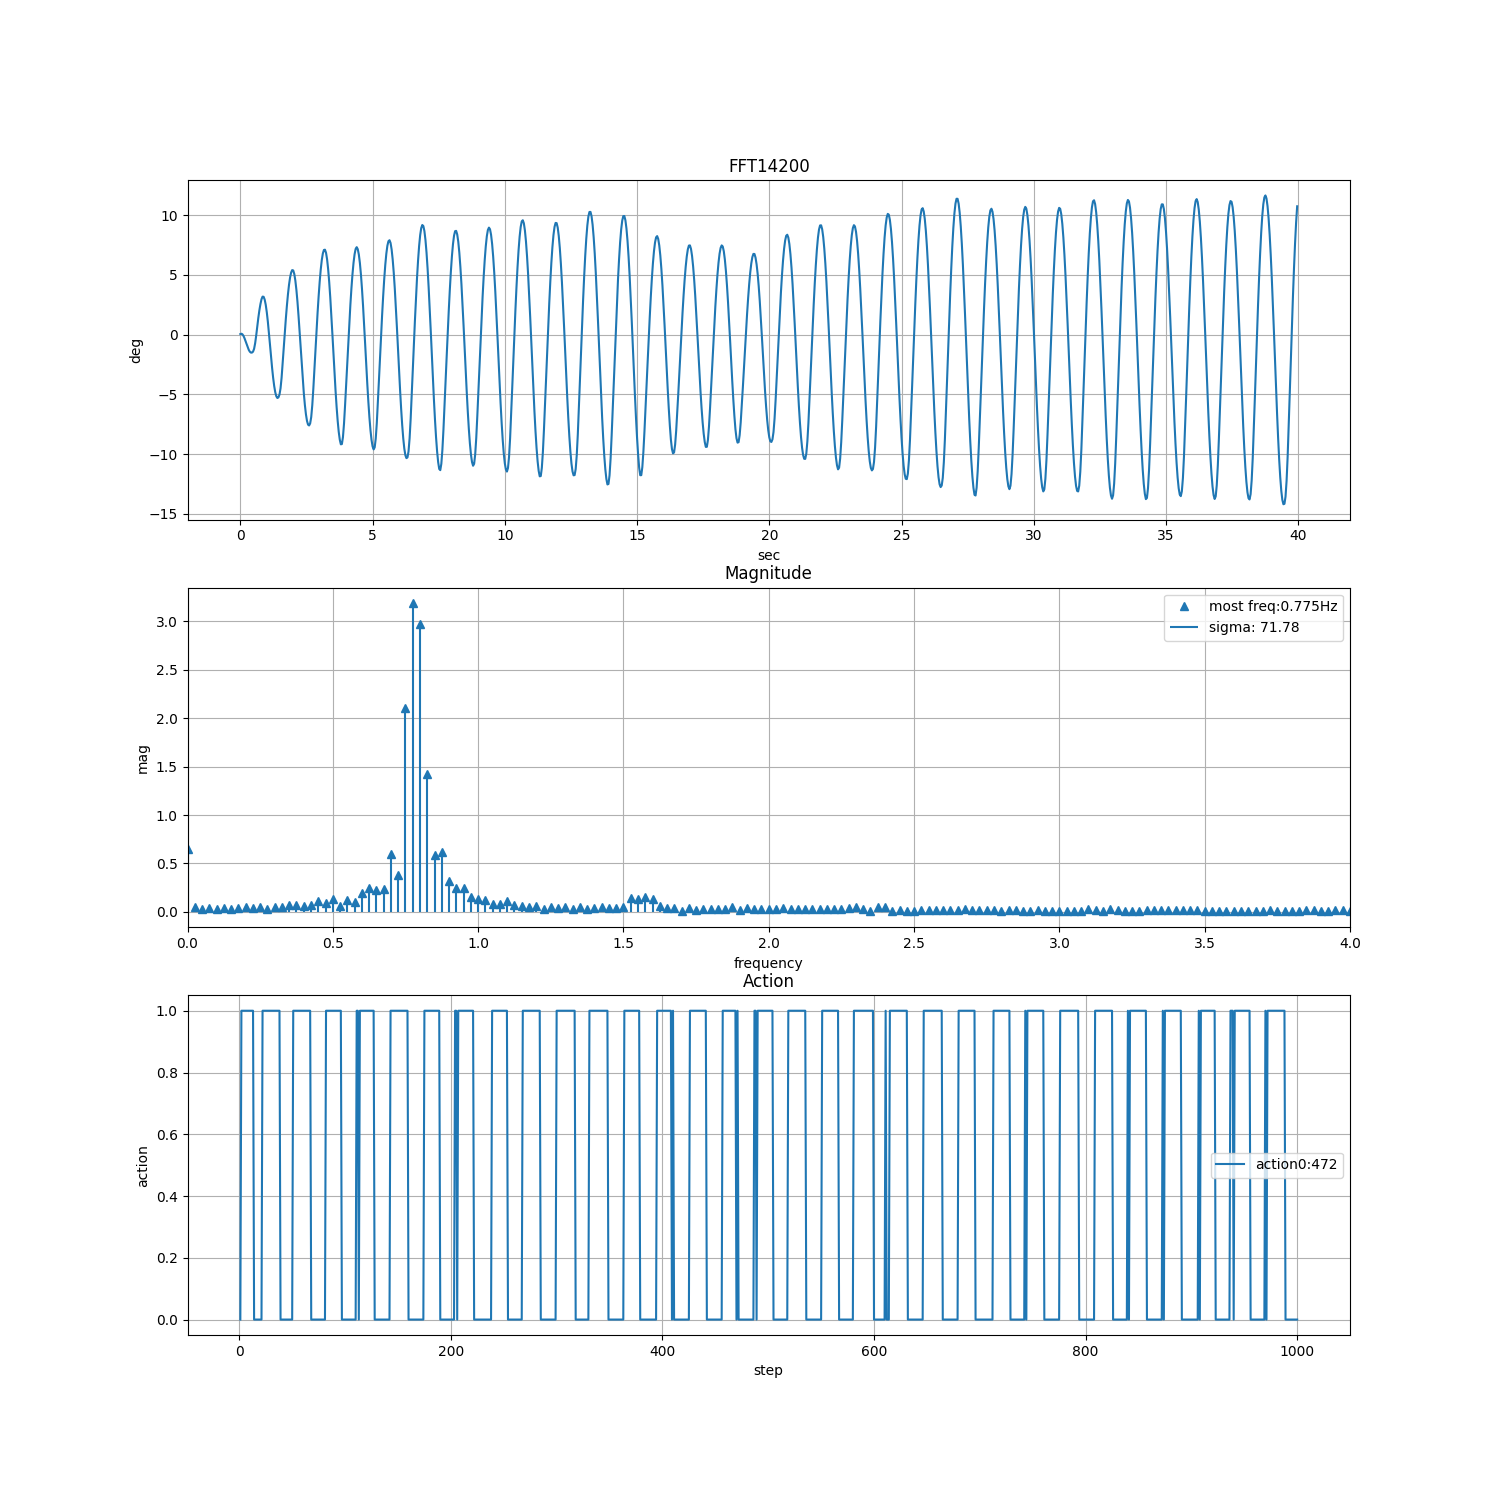 FFT14200
10
5
0
−5
−10
−15
deg
0 5 10 15 20 25 30 35 40
sec
Magnitude
most freq:0.775Hz
sigma: 71.78
3.0
2.5
2.0
1.5
1.0
0.5
0.0
mag
0.0 0.5 1.0 1.5 2.0 2.5 3.0 3.5 4.0
frequency
Action
1.0
0.8
0.6
0.4
0.2
0.0
action
action0:472
0 200 400 600 800 1000
step